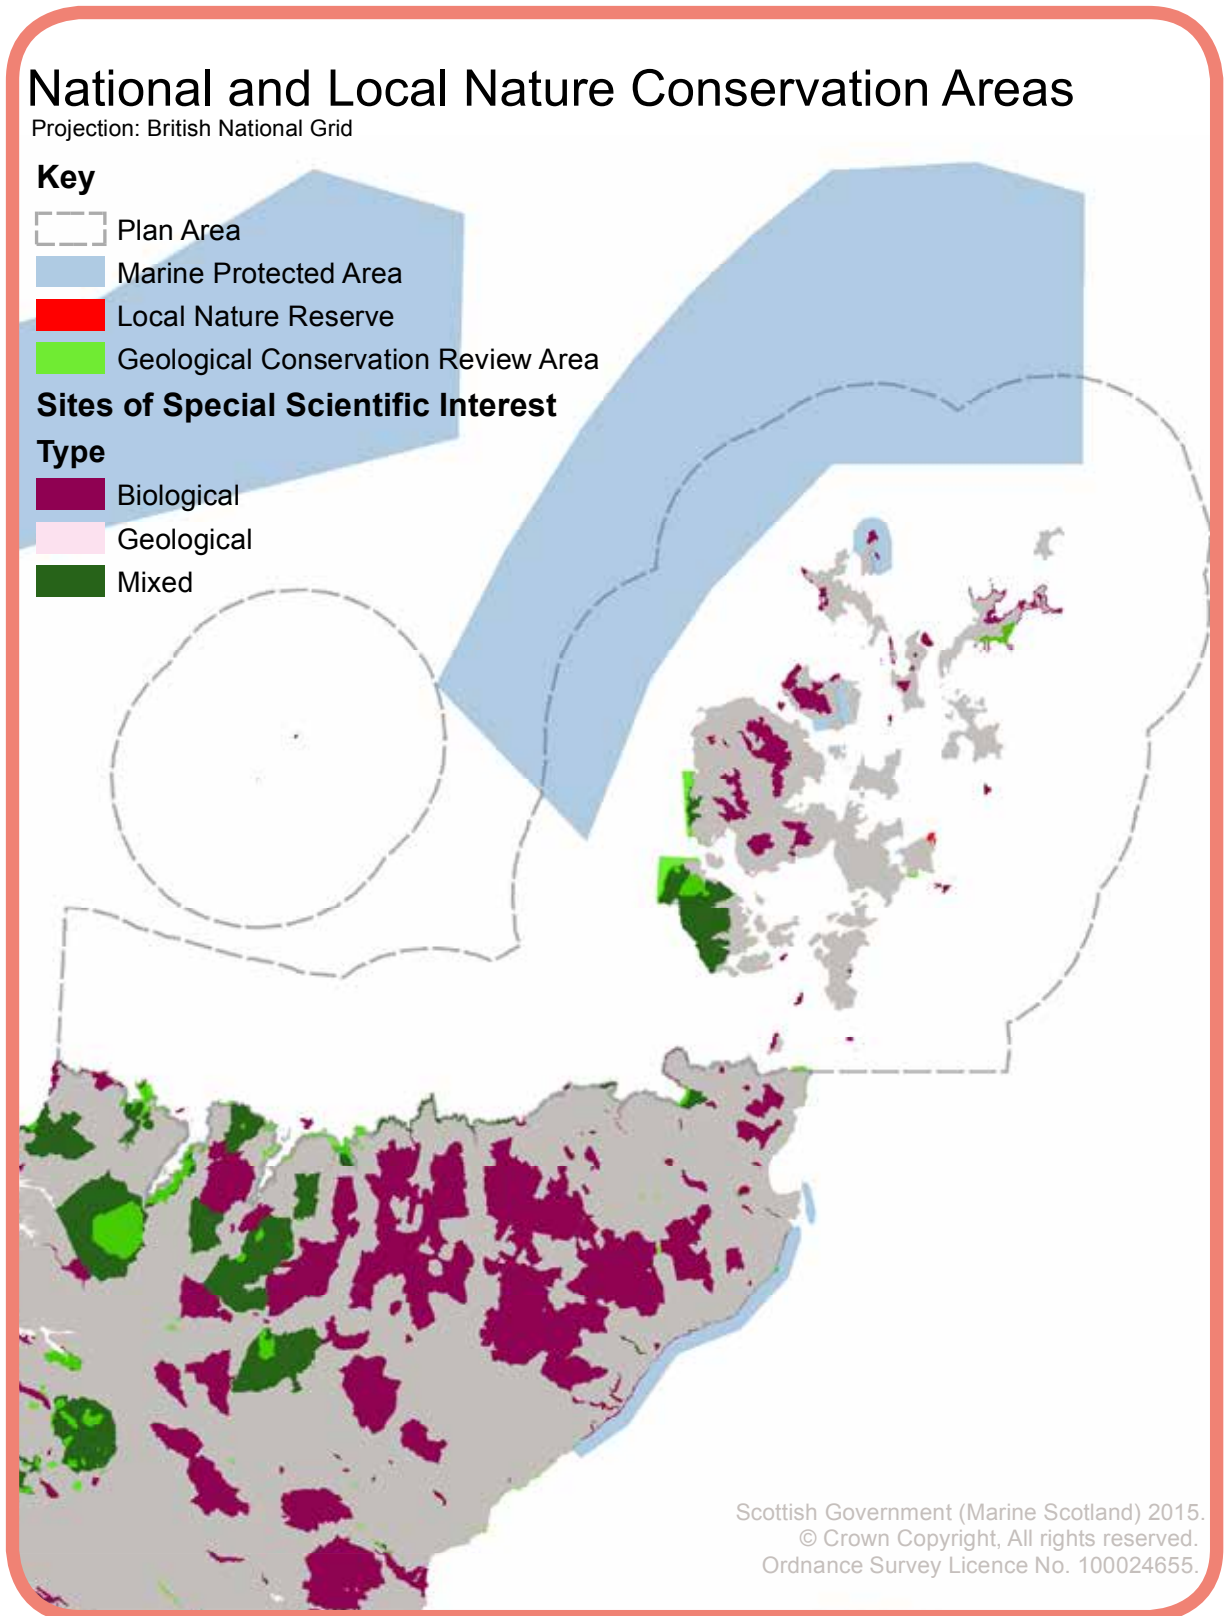 National and Local Nature Conservation Areas
Projection: British National Grid
Key
Plan Area
Marine Protected Area
Local Nature Reserve
Geological Conservation Review Area
Sites of Special Scientific Interest
Type
Biological
Geological
Mixed
Scottish Government (Marine Scotland) 2015.
© Crown Copyright, All rights reserved.
Ordnance Survey Licence No. 100024655.